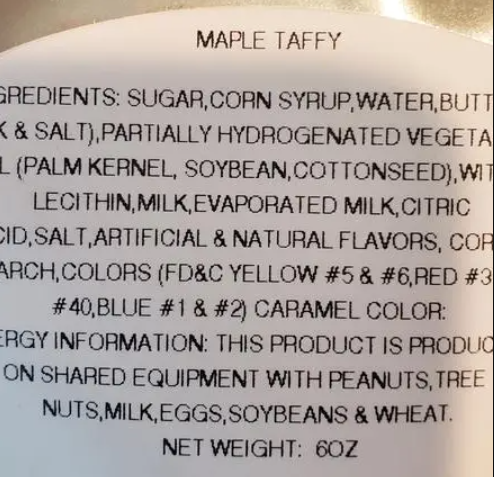 MAPLE TAFFY
GREDIENTS: SUGAR,CORN SYRUP,WATER,BUTT
K & SALT),PARTIALLY HYDROGENATED VEGETA
L (PALM KERNEL, SOYBEAN,COTTONSEED),WIT
LECITHIN,MILK,EVAPORATED MILK,CITRIC
CID,SALT,ARTIFICIAL & NATURAL FLAVORS, COR
ARCH,COLORS (FD&C YELLOW #5 & #6,RED #3
#40,BLUE #1 & #2) CARAMEL COLOR:
ERGY INFORMATION: THIS PRODUCT IS PRODUC
ON SHARED EQUIPMENT WITH PEANUTS,TREE
NUTS,MILK,EGGS,SOYBEANS & WHEAT.
NET WEIGHT: 6OZ